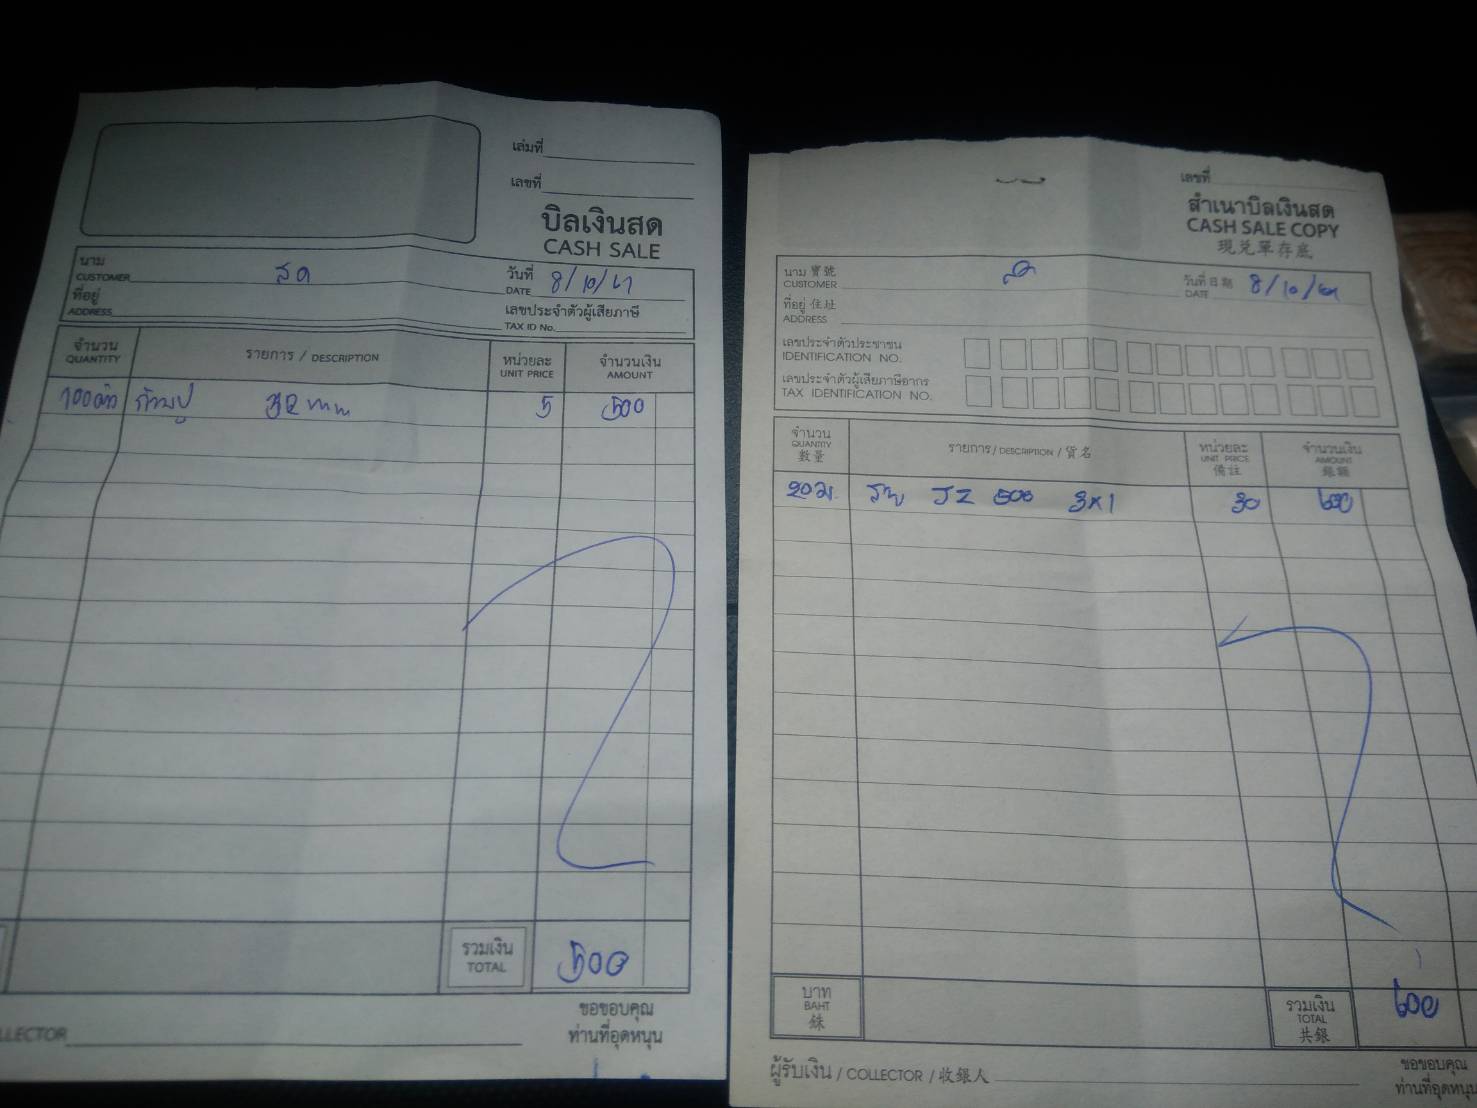 เล่มที่
เลขที่
บิลเงินสด
CASH SALE
นาม
CUSTOMER
สด
วันที่
DATE
8/10/67
ที่อยู่
ADDRESS
เลขประจำตัวผู้เสียภาษี
TAX ID No.
จำนวน
QUANTITY
รายการ / DESCRIPTION
หน่วยละ
UNIT PRICE
จำนวนเงิน
AMOUNT
100ตัว ก้ามปู 32 mm 5 500
รวมเงิน
TOTAL
500
LLECTOR
ขอขอบคุณ
ท่านที่อุดหนุน
เลขที่
สำเนาบิลเงินสด
CASH SALE COPY
現兑單存底
นาม 寶號
CUSTOMER
วันที่ 日期
DATE
8/10/67
ที่อยู่ 住址
ADDRESS
เลขประจำตัวประชาชน
IDENTIFICATION NO.
เลขประจำตัวผู้เสียภาษีอากร
TAX IDENTIFICATION NO.
จำนวน
QUANTITY
數量
รายการ / DESCRIPTION / 貨名
หน่วยละ
UNIT PRICE
備註
จำนวนเงิน
AMOUNT
銀額
20ม. JZ 500 3x1 30 600
บาท
BAHT
銖
รวมเงิน
TOTAL
共銀
600
ผู้รับเงิน / COLLECTOR / 收銀人
ขอขอบคุณ
ท่านที่อุดหนุน